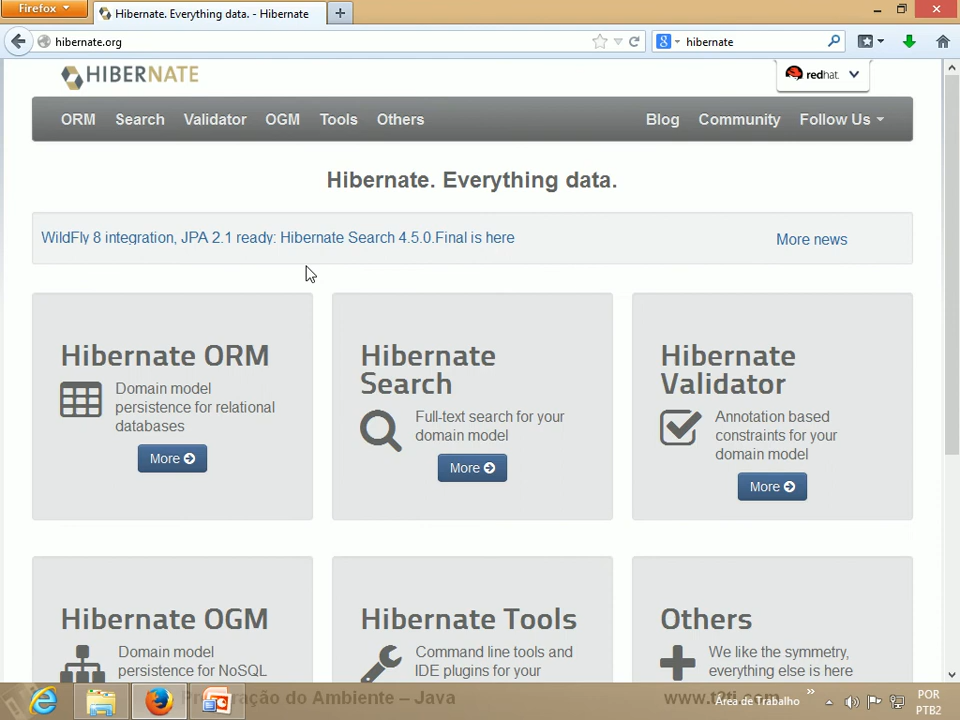 Firefox
Hibernate. Everything data. - Hibernate
hibernate.org
hibernate
HIBERNATE
redhat.
ORM Search Validator OGM Tools Others Blog Community Follow Us
Hibernate. Everything data.
WildFly 8 integration, JPA 2.1 ready: Hibernate Search 4.5.0.Final is here
More news
Hibernate ORM
Domain model
persistence for relational
databases
More
Hibernate
Search
Full-text search for your
domain model
More
Hibernate
Validator
Annotation based
constraints for your
domain model
More
Hibernate OGM
Domain model
persistence for NoSQL
Hibernate Tools
Command line tools and
IDE plugins for your
Others
We like the symmetry,
everything else is here
do Ambiente – Java
Área de Trabalho
POR
PTB2